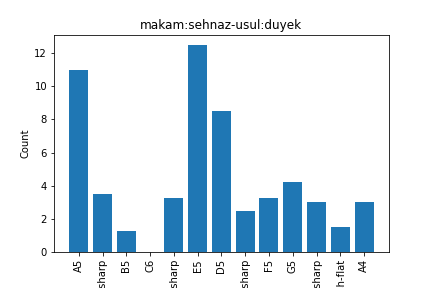 makam:sehnaz-usul:duyek
12
10
8
6
4
2
0
Count
A5
sharp
B5
C6
sharp
E5
D5
sharp
F5
G5
sharp
h-flat
A4